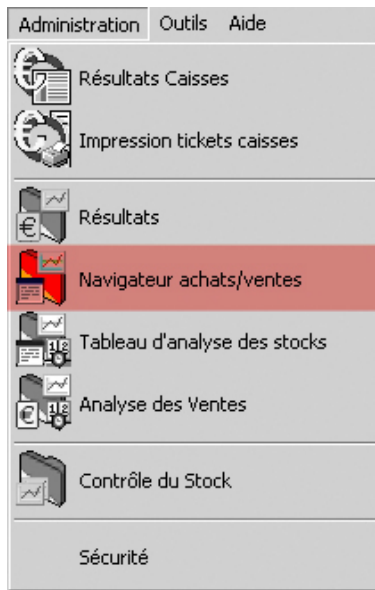 Administration Outils Aide
Résultats Caisses
Impression tickets caisses
Résultats
Navigateur achats/ventes
Tableau d'analyse des stocks
Analyse des Ventes
Contrôle du Stock
Sécurité